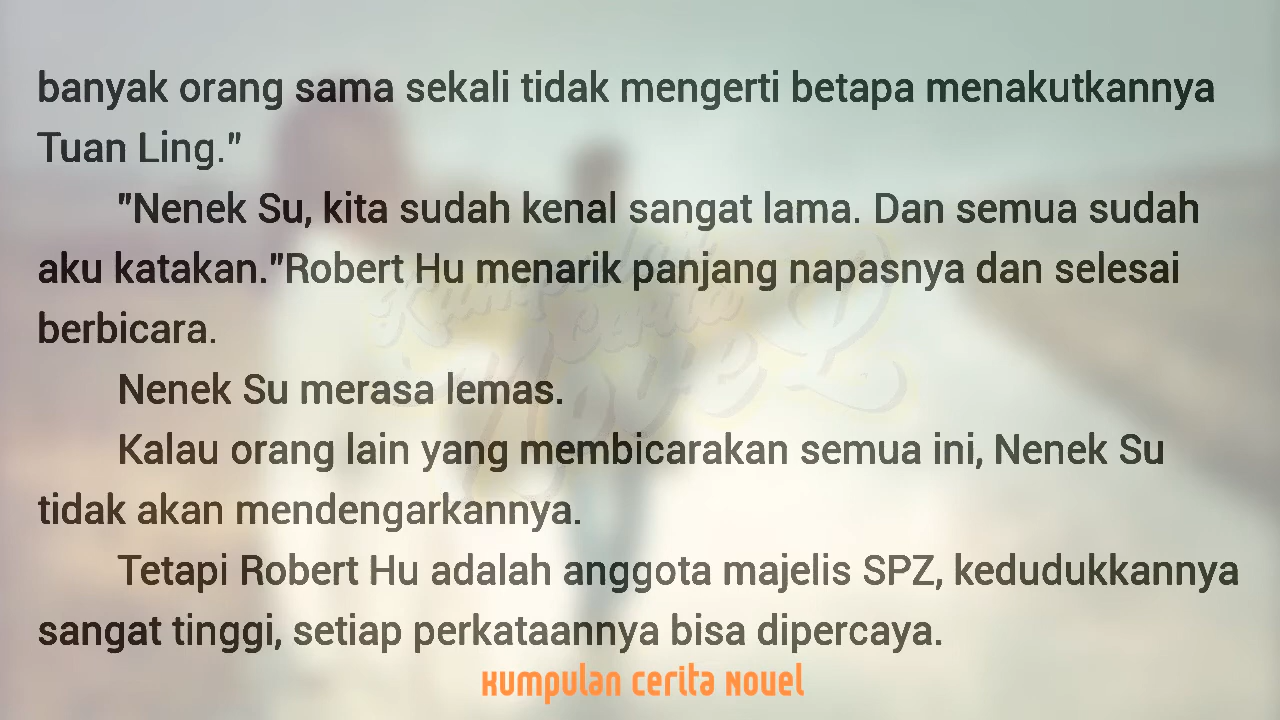 banyak orang sama sekali tidak mengerti betapa menakutkannya
Tuan Ling."
"Nenek Su, kita sudah kenal sangat lama. Dan semua sudah
aku katakan."Robert Hu menarik panjang napasnya dan selesai
berbicara.
Nenek Su merasa lemas.
Kalau orang lain yang membicarakan semua ini, Nenek Su
tidak akan mendengarkannya.
Tetapi Robert Hu adalah anggota majelis SPZ, kedudukkannya
sangat tinggi, setiap perkataannya bisa dipercaya.
Kumpulan cerita Novel